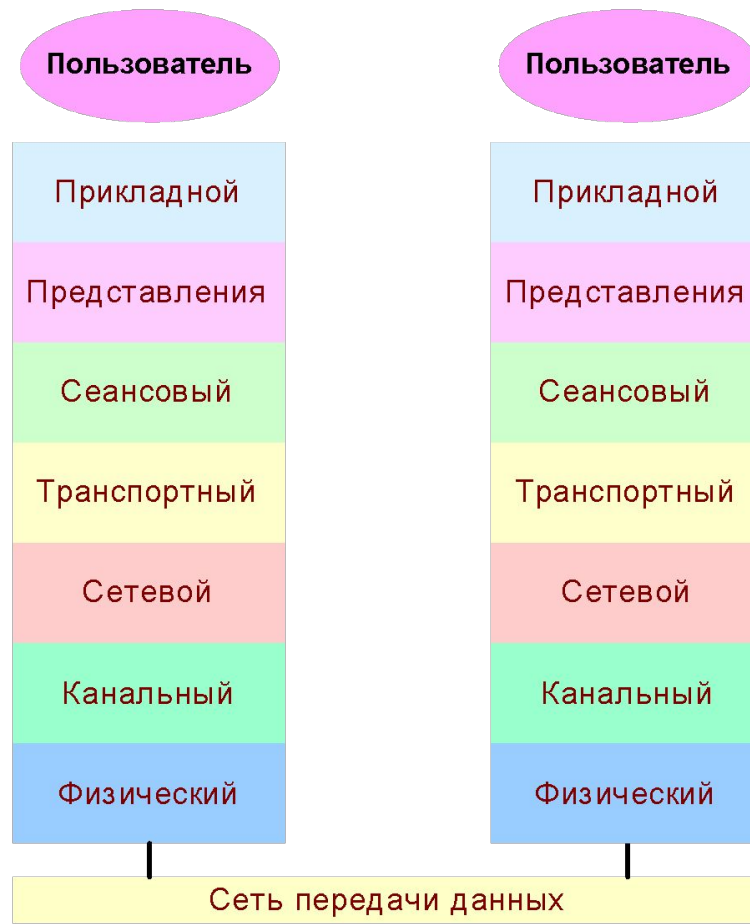 Пользователь
Прикладной
Представления
Сеансовый
Транспортный
Сетевой
Канальный
Физический
Пользователь
Прикладной
Представления
Сеансовый
Транспортный
Сетевой
Канальный
Физический
Сеть передачи данных